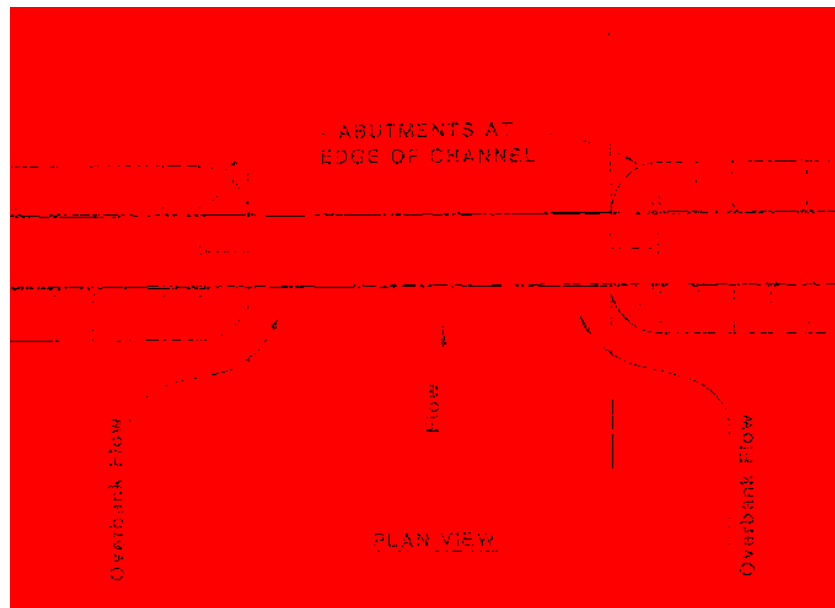 ABUTMENTS AT
EDGE OF CHANNEL
Flow
Overbank Flow
Overbank Flow
PLAN VIEW